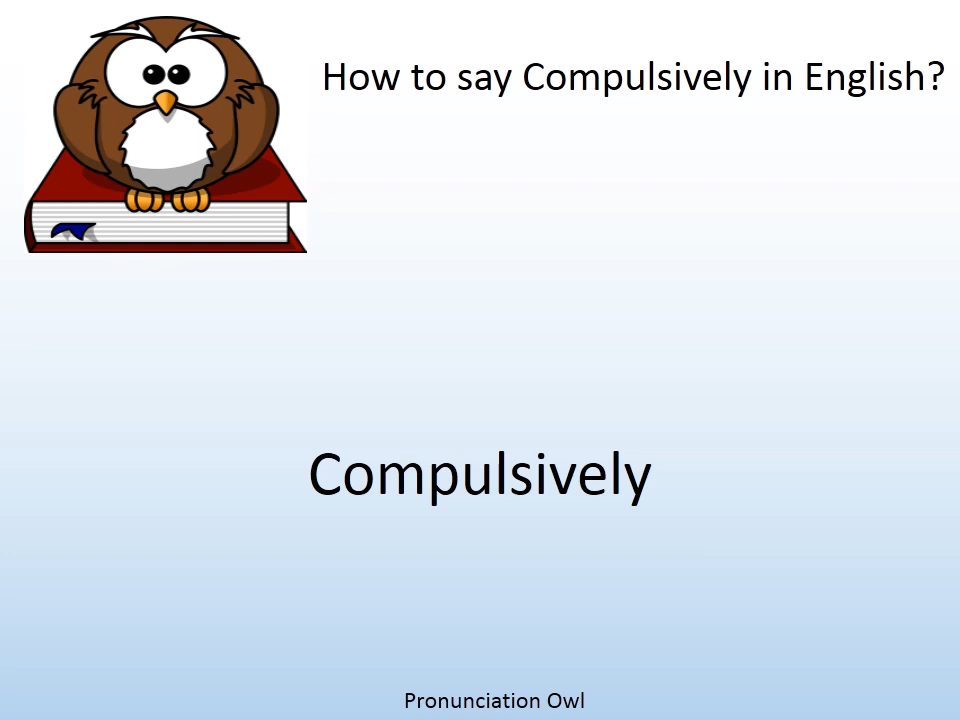 How to say Compulsively in English?
Compulsively
Pronunciation Owl